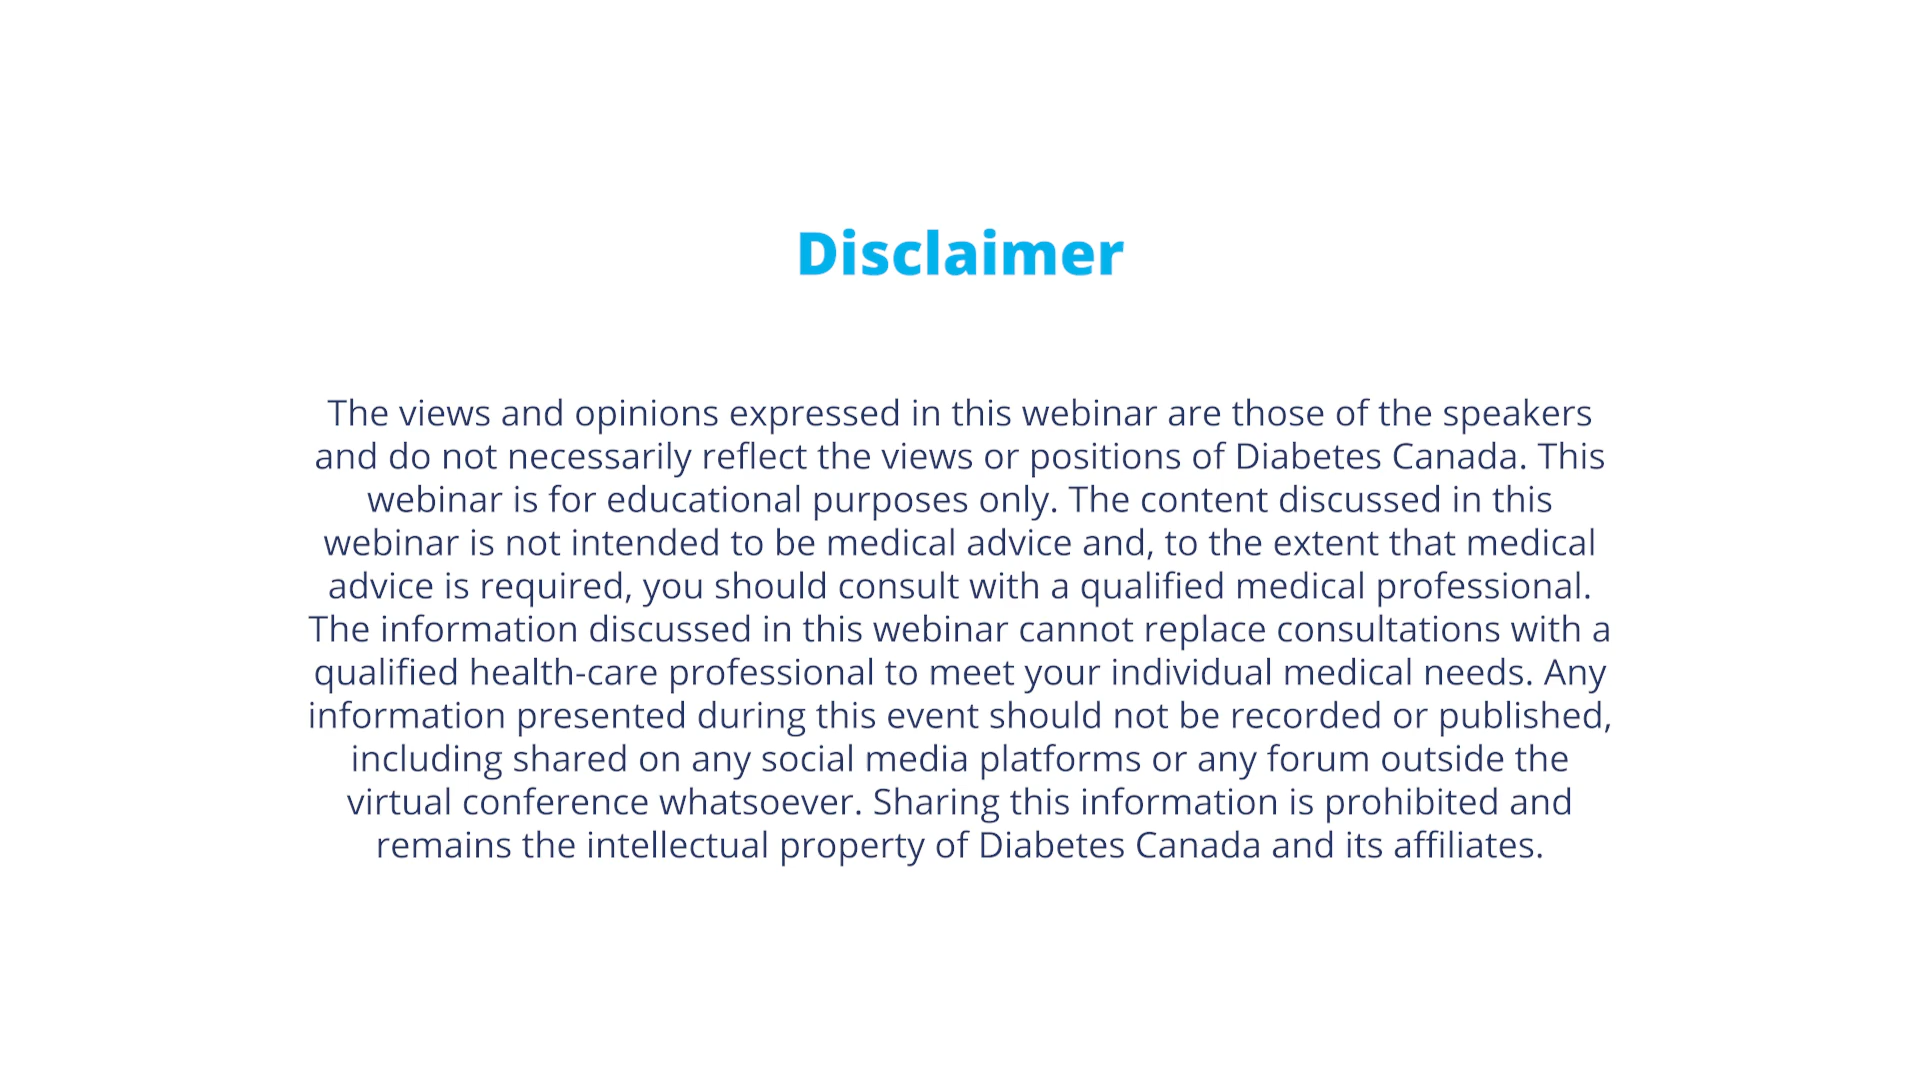 Disclaimer
The views and opinions expressed in this webinar are those of the speakers
and do not necessarily reflect the views or positions of Diabetes Canada. This
webinar is for educational purposes only. The content discussed in this
webinar is not intended to be medical advice and, to the extent that medical
advice is required, you should consult with a qualified medical professional.
The information discussed in this webinar cannot replace consultations with a
qualified health-care professional to meet your individual medical needs. Any
information presented during this event should not be recorded or published,
including shared on any social media platforms or any forum outside the
virtual conference whatsoever. Sharing this information is prohibited and
remains the intellectual property of Diabetes Canada and its affiliates.